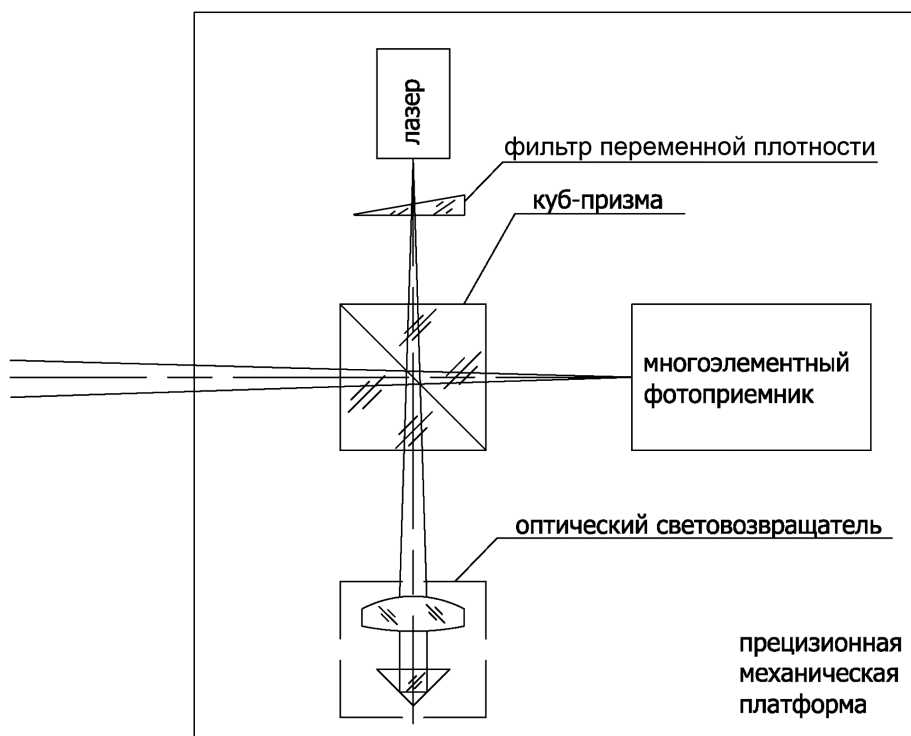 лазер
фильтр переменной плотности
куб-призма
многоэлементный
фотоприемник
оптический световозвращатель
прецизионная
механическая
платформа